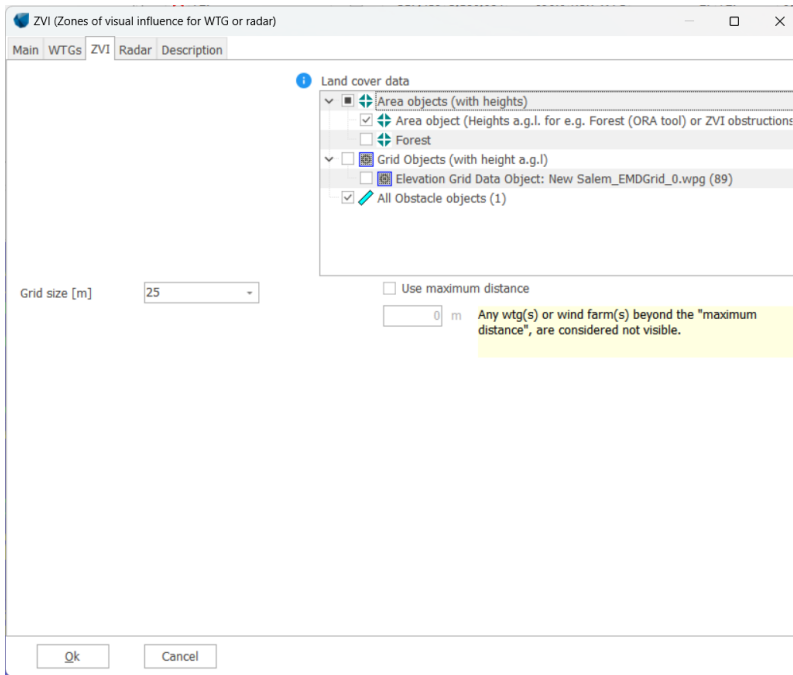 ZVI (Zones of visual influence for WTG or radar)
Main WTGs ZVI Radar Description
Land cover data
Area objects (with heights)
Area object (Heights a.g.l. for e.g. Forest (ORA tool) or ZVI obstructions
Forest
Grid Objects (with height a.g.l)
Elevation Grid Data Object: New Salem_EMDGrid_0.wpg (89)
All Obstacle objects (1)
Grid size [m] 25
Use maximum distance
0 m
Any wtg(s) or wind farm(s) beyond the "maximum
distance", are considered not visible.
Ok Cancel